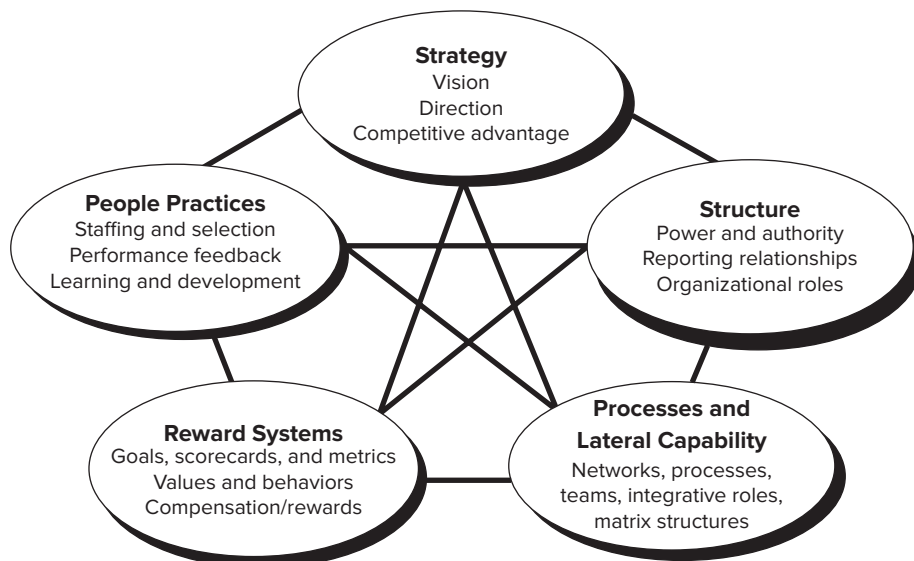 Strategy
Vision
Direction
Competitive advantage
People Practices
Staffing and selection
Performance feedback
Learning and development
Structure
Power and authority
Reporting relationships
Organizational roles
Reward Systems
Goals, scorecards, and metrics
Values and behaviors
Compensation/rewards
Processes and
Lateral Capability
Networks, processes,
teams, integrative roles,
matrix structures